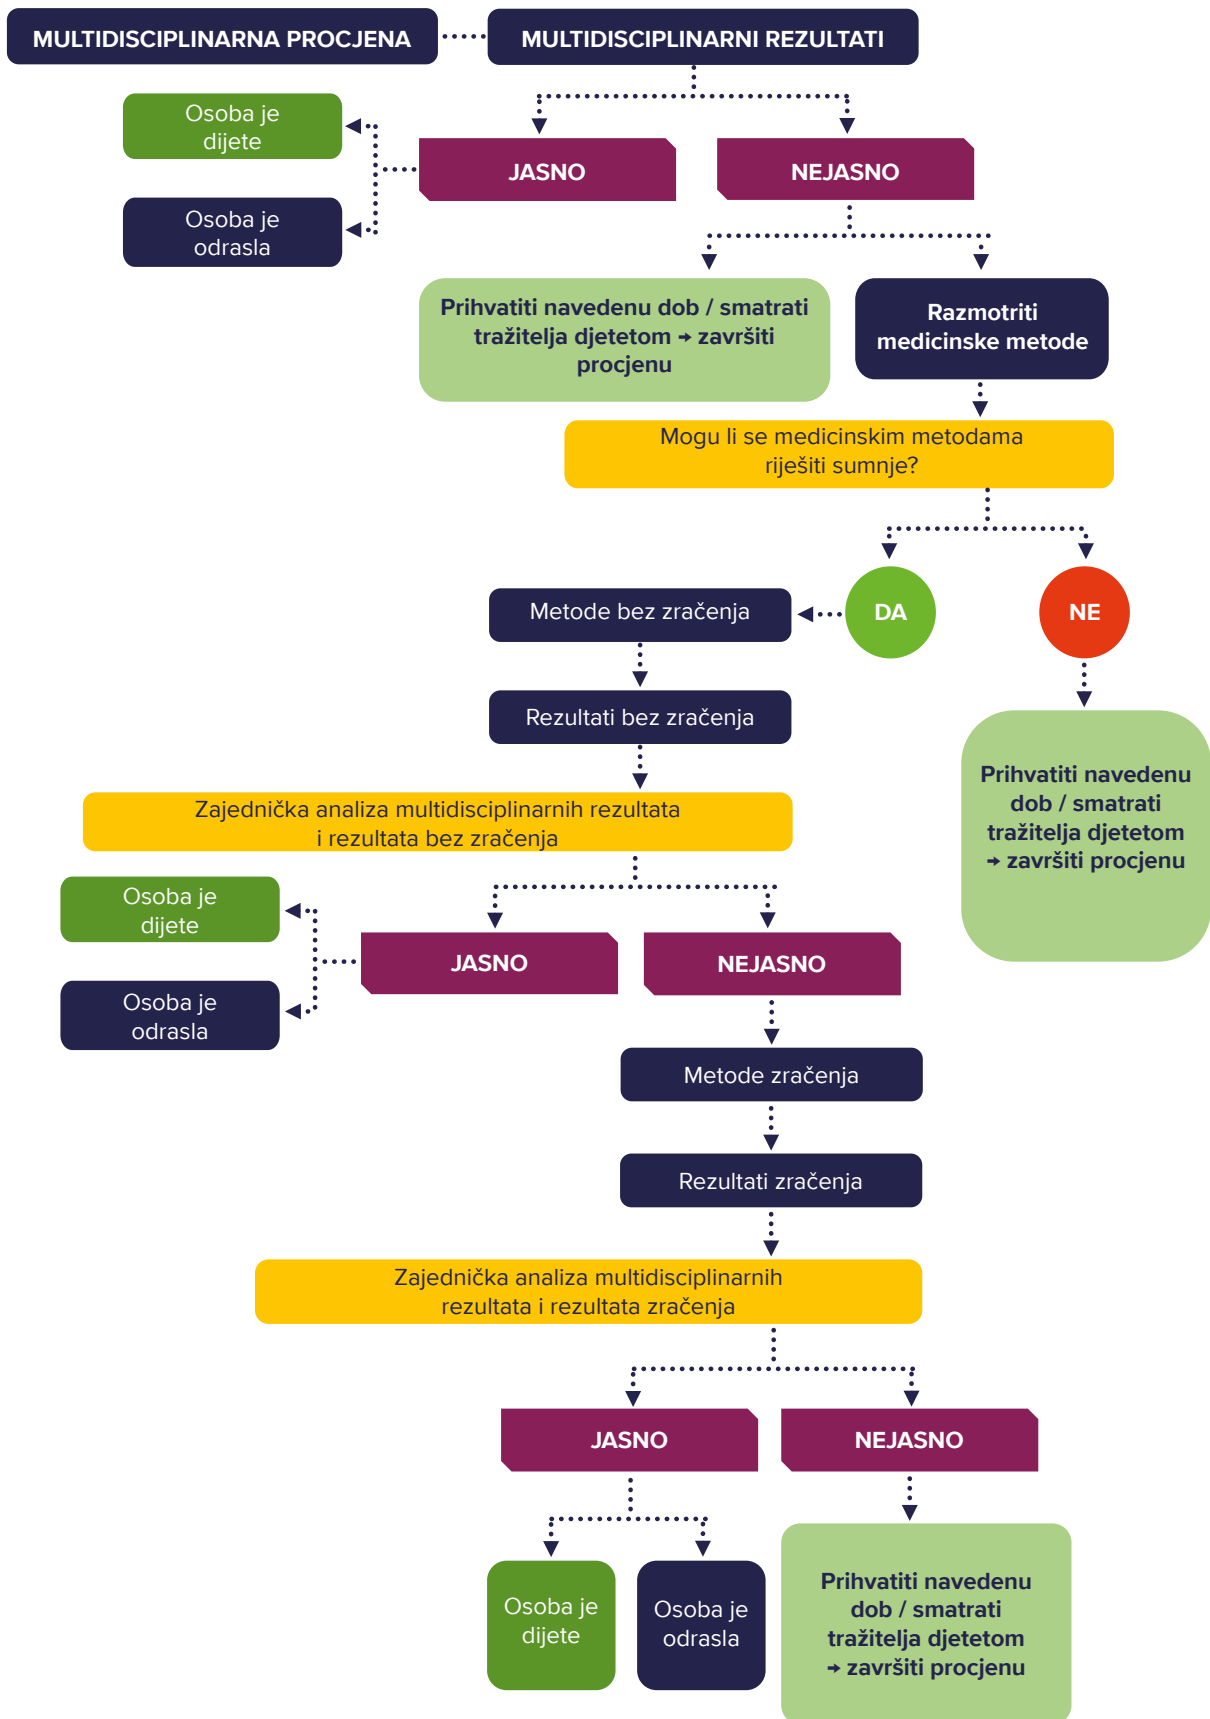 MULTIDISCIPLINARNA PROCJENA
MULTIDISCIPLINARNI REZULTATI
Osoba je
dijete
Osoba je
odrasla
JASNO
NEJASNO
Prihvatiti navedenu dob / smatrati
tražitelja djetetom → završiti
procjenu
Razmotriti
medicinske metode
Mogu li se medicinskim metodama
riješiti sumnje?
DA
NE
Metode bez zračenja
Rezultati bez zračenja
Prihvatiti navedenu
dob / smatrati
tražitelja djetetom
→ završiti procjenu
Zajednička analiza multidisciplinarnih rezultata
i rezultata bez zračenja
Osoba je
dijete
Osoba je
odrasla
JASNO
NEJASNO
Metode zračenja
Rezultati zračenja
Zajednička analiza multidisciplinarnih
rezultata i rezultata zračenja
JASNO
NEJASNO
Osoba je
dijete
Osoba je
odrasla
Prihvatiti navedenu
dob / smatrati
tražitelja djetetom
→ završiti procjenu